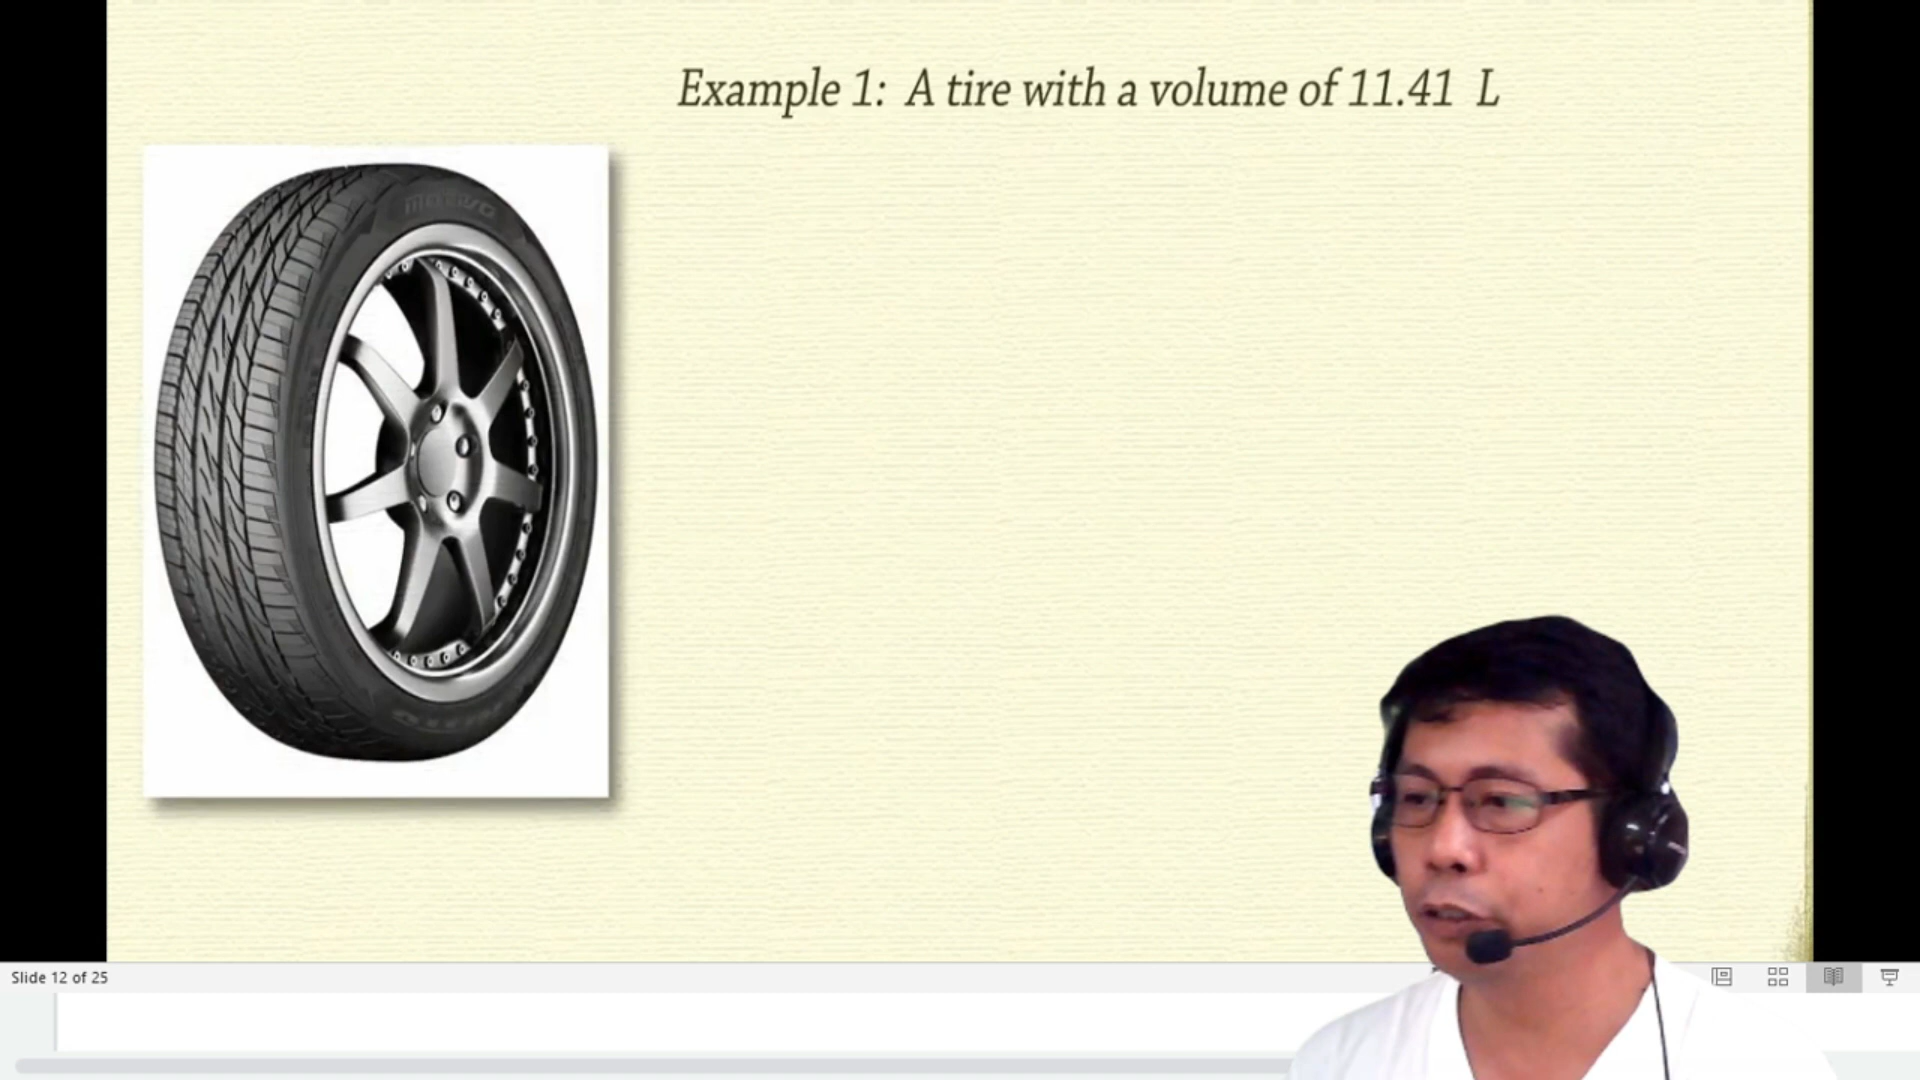 Example 1:  A tire with a volume of 11.41  L
Slide 12 of 25